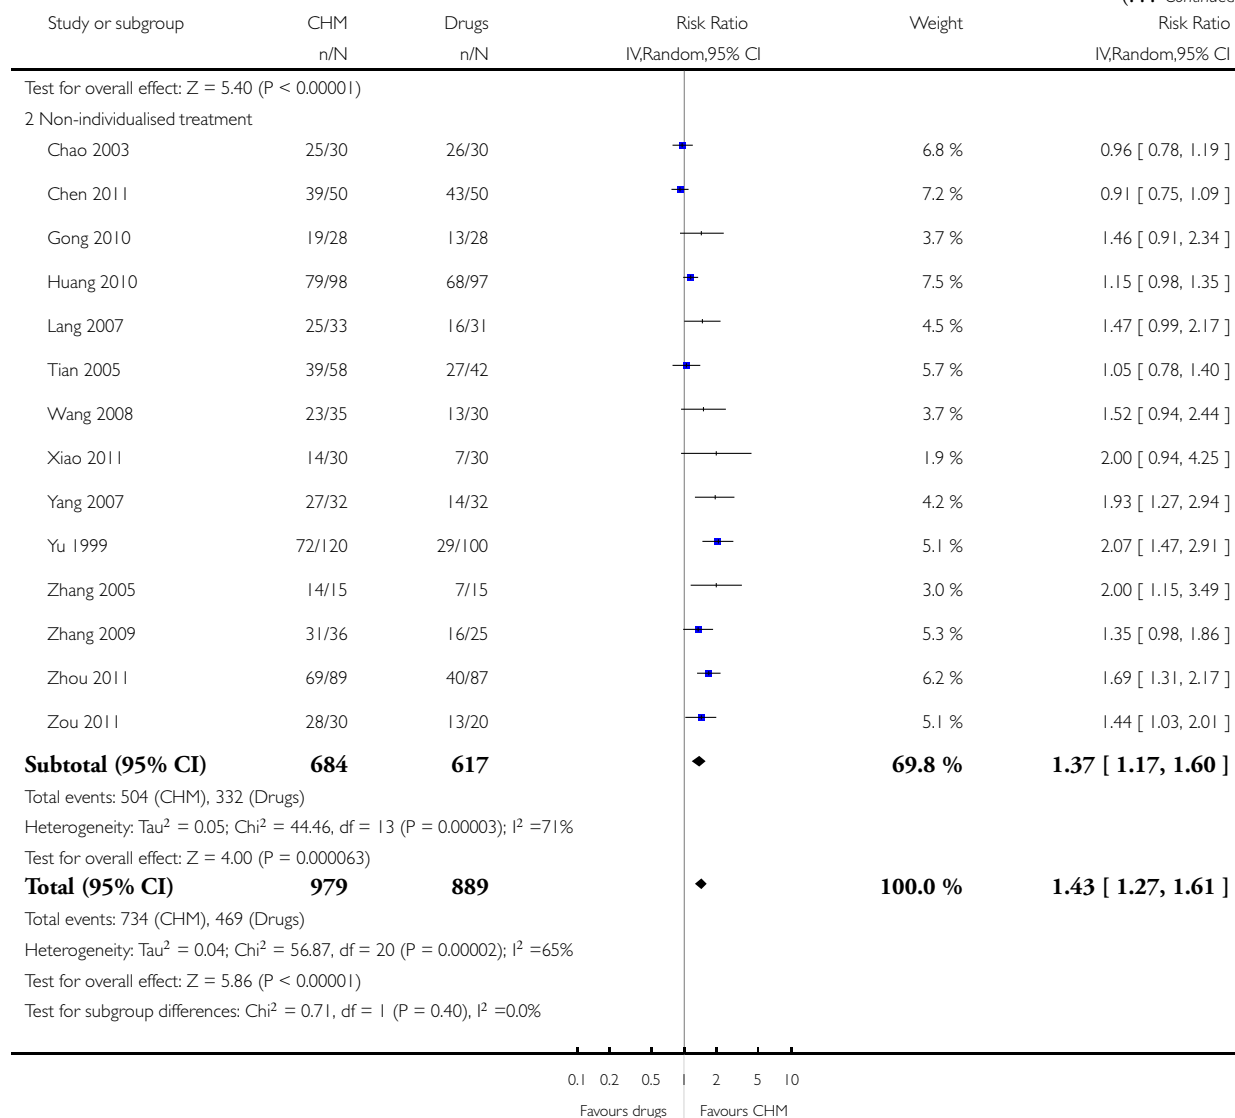 Continued
Study or subgroup CHM Drugs Risk Ratio Weight Risk Ratio
n/N n/N IV,Random,95% CI IV,Random,95% CI
Test for overall effect: Z = 5.40 (P < 0.00001)
2 Non-individualised treatment
Chao 2003 25/30 26/30 6.8 % 0.96 [ 0.78, 1.19 ]
Chen 2011 39/50 43/50 7.2 % 0.91 [ 0.75, 1.09 ]
Gong 2010 19/28 13/28 3.7 % 1.46 [ 0.91, 2.34 ]
Huang 2010 79/98 68/97 7.5 % 1.15 [ 0.98, 1.35 ]
Lang 2007 25/33 16/31 4.5 % 1.47 [ 0.99, 2.17 ]
Tian 2005 39/58 27/42 5.7 % 1.05 [ 0.78, 1.40 ]
Wang 2008 23/35 13/30 3.7 % 1.52 [ 0.94, 2.44 ]
Xiao 2011 14/30 7/30 1.9 % 2.00 [ 0.94, 4.25 ]
Yang 2007 27/32 14/32 4.2 % 1.93 [ 1.27, 2.94 ]
Yu 1999 72/120 29/100 5.1 % 2.07 [ 1.47, 2.91 ]
Zhang 2005 14/15 7/15 3.0 % 2.00 [ 1.15, 3.49 ]
Zhang 2009 31/36 16/25 5.3 % 1.35 [ 0.98, 1.86 ]
Zhou 2011 69/89 40/87 6.2 % 1.69 [ 1.31, 2.17 ]
Zou 2011 28/30 13/20 5.1 % 1.44 [ 1.03, 2.01 ]
Subtotal (95% CI) 684 617 69.8 % 1.37 [ 1.17, 1.60 ]
Total events: 504 (CHM), 332 (Drugs)
Heterogeneity: Tau² = 0.05; Chi² = 44.46, df = 13 (P = 0.00003); I² =71%
Test for overall effect: Z = 4.00 (P = 0.000063)
Total (95% CI) 979 889 100.0 % 1.43 [ 1.27, 1.61 ]
Total events: 734 (CHM), 469 (Drugs)
Heterogeneity: Tau² = 0.04; Chi² = 56.87, df = 20 (P = 0.00002); I² =65%
Test for overall effect: Z = 5.86 (P < 0.00001)
Test for subgroup differences: Chi² = 0.71, df = 1 (P = 0.40), I² =0.0%
0.1 0.2 0.5 1 2 5 10
Favours drugs Favours CHM